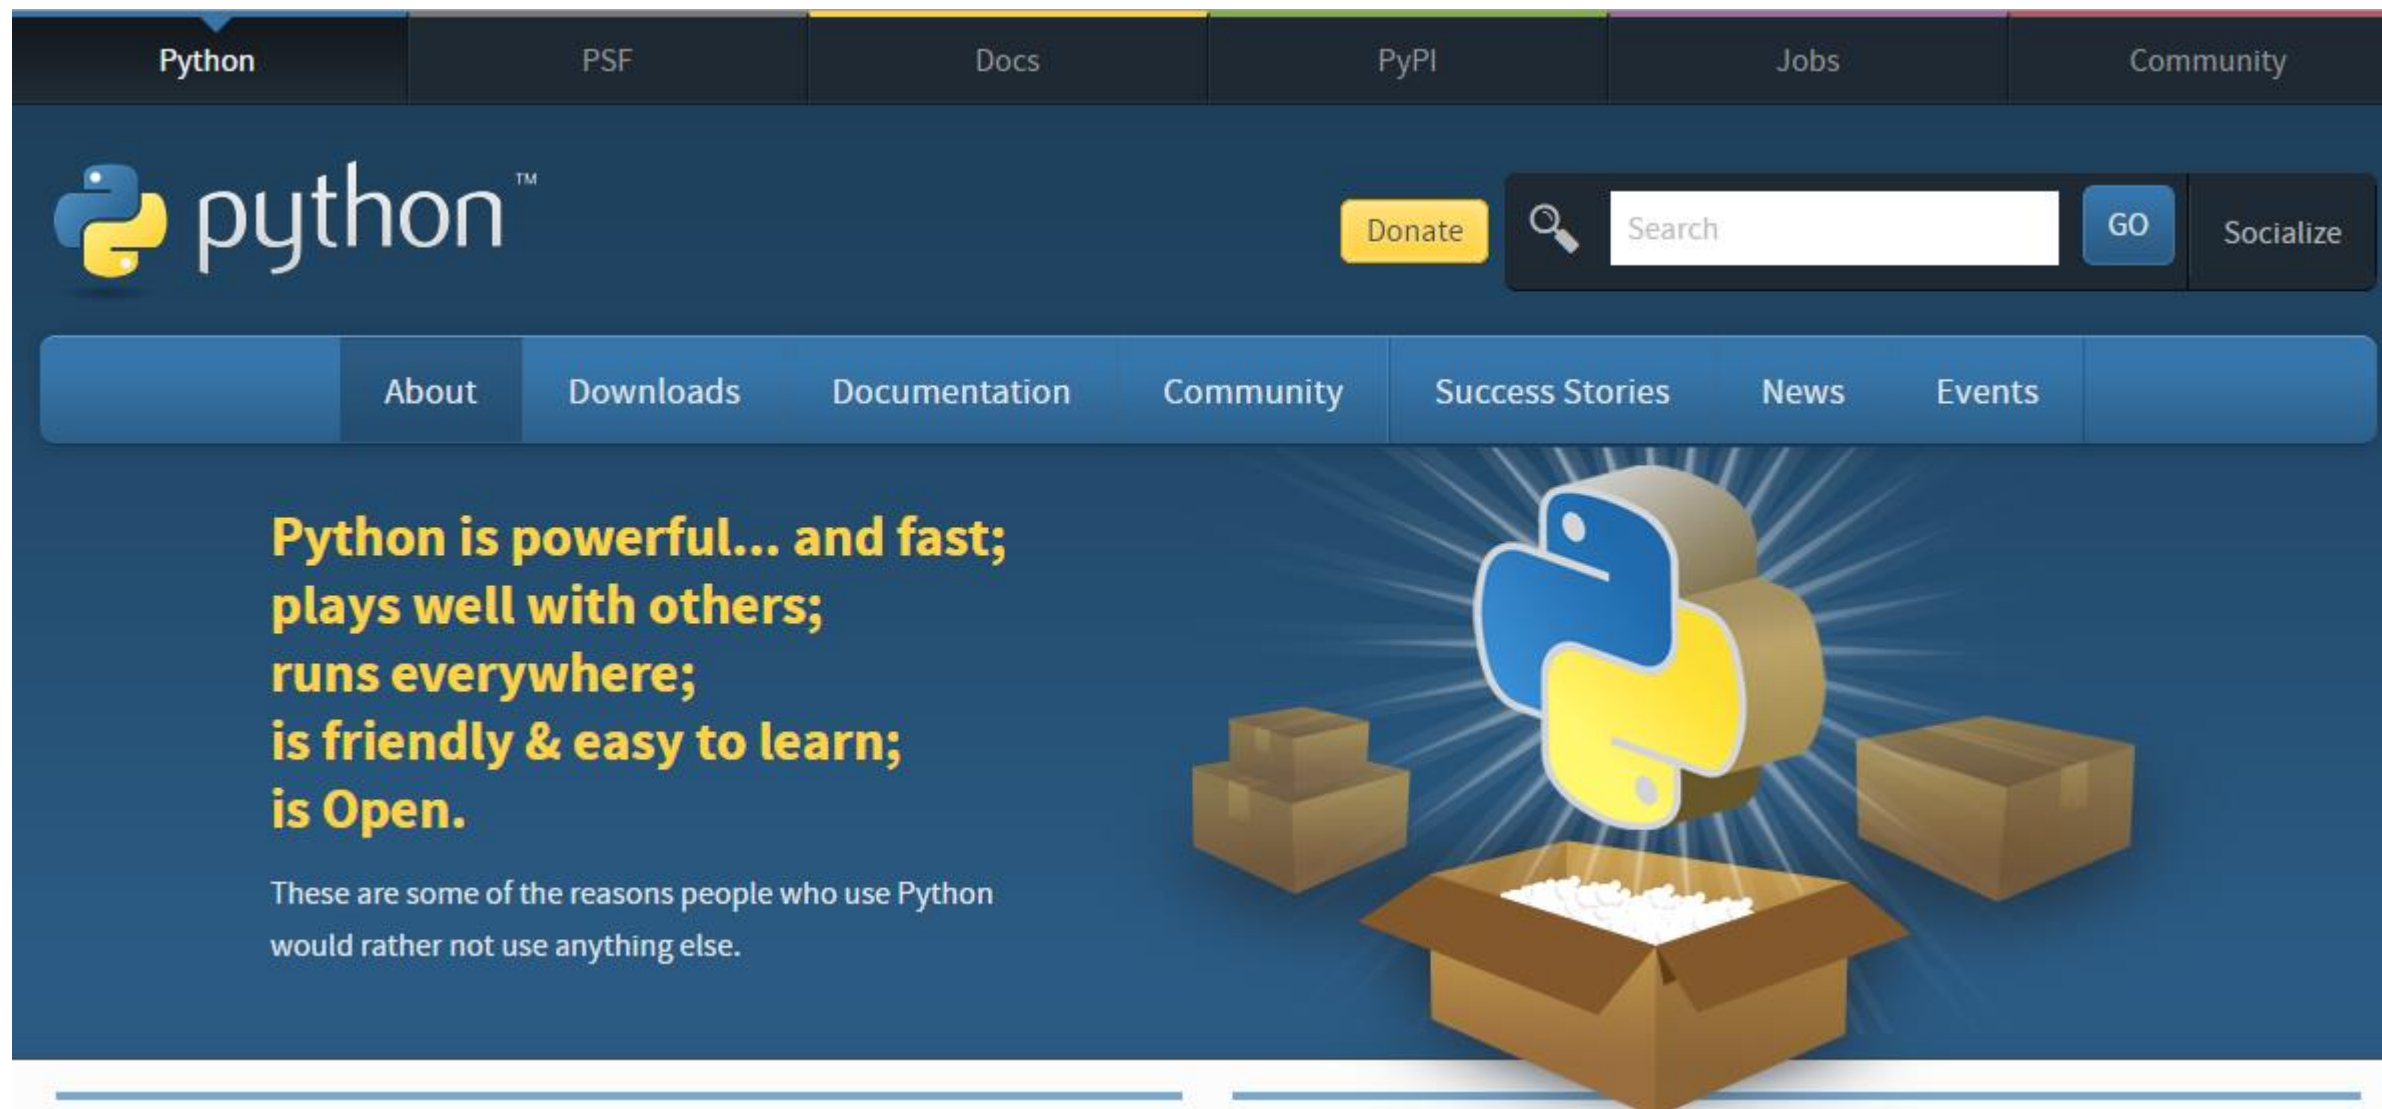 Python
PSF
Docs
PyPI
Jobs
Community
python™
Donate
Search
GO
Socialize
About
Downloads
Documentation
Community
Success Stories
News
Events
Python is powerful... and fast;
plays well with others;
runs everywhere;
is friendly & easy to learn;
is Open.
These are some of the reasons people who use Python
would rather not use anything else.